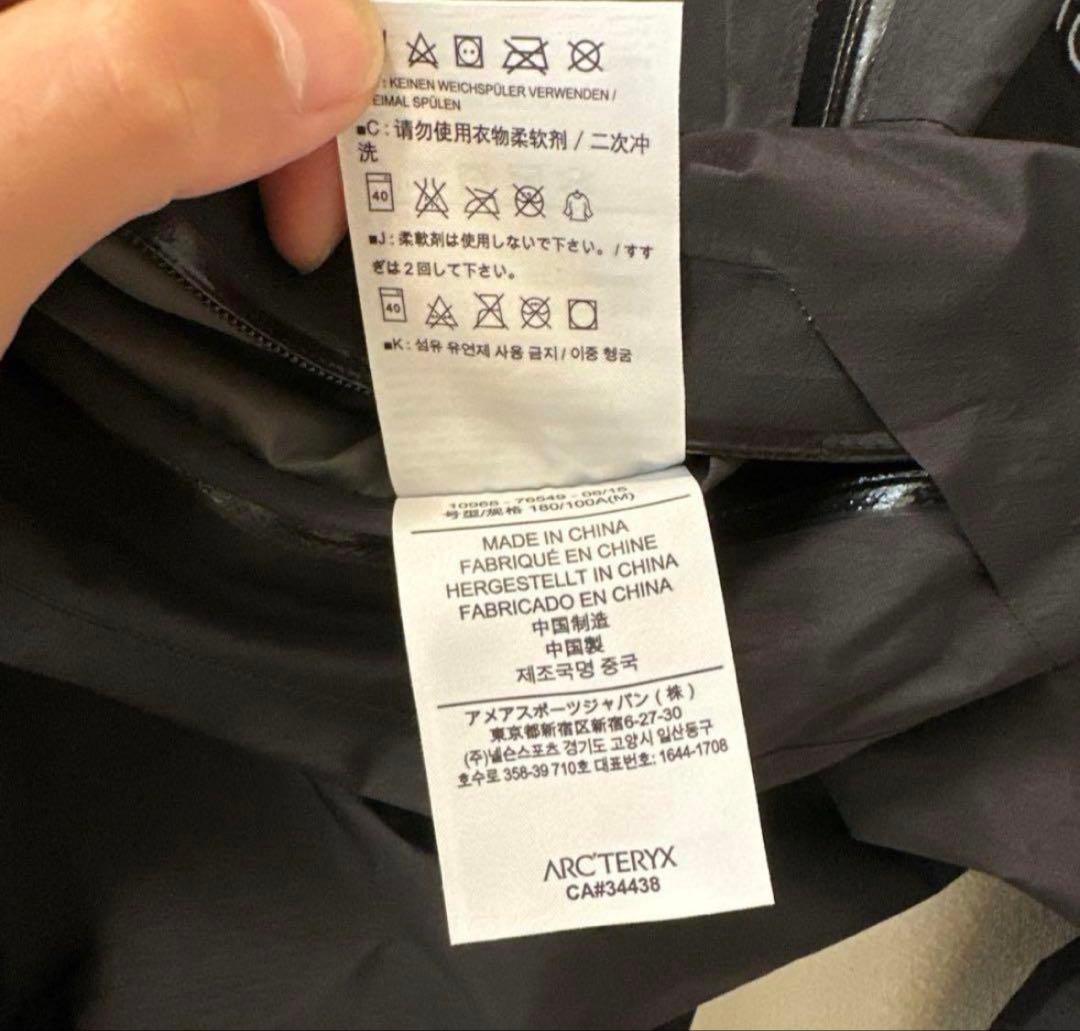 : KEINEN WEICHSPÜLER VERWENDEN /
EIMAL SPÜLEN
■C : 请勿使用衣物柔软剂 / 二次冲
洗
40
■J : 柔軟剤は使用しないで下さい。/ すす
ぎは2回して下さい。
40
■K : 섬유 유연제 사용 금지 / 이중 헹굼
号型/规格 180/100A(M)
MADE IN CHINA
FABRIQUÉ EN CHINE
HERGESTELLT IN CHINA
FABRICADO EN CHINA
中国制造
中国製
제조국명 중국
アメアスポーツジャパン ( 株 )
東京都新宿区新宿6-27-30
(주)넬슨스포츠 경기도 고양시 일산동구
호수로 358-39 710호 대표번호: 1644-1708
ARC'TERYX
CA#34438